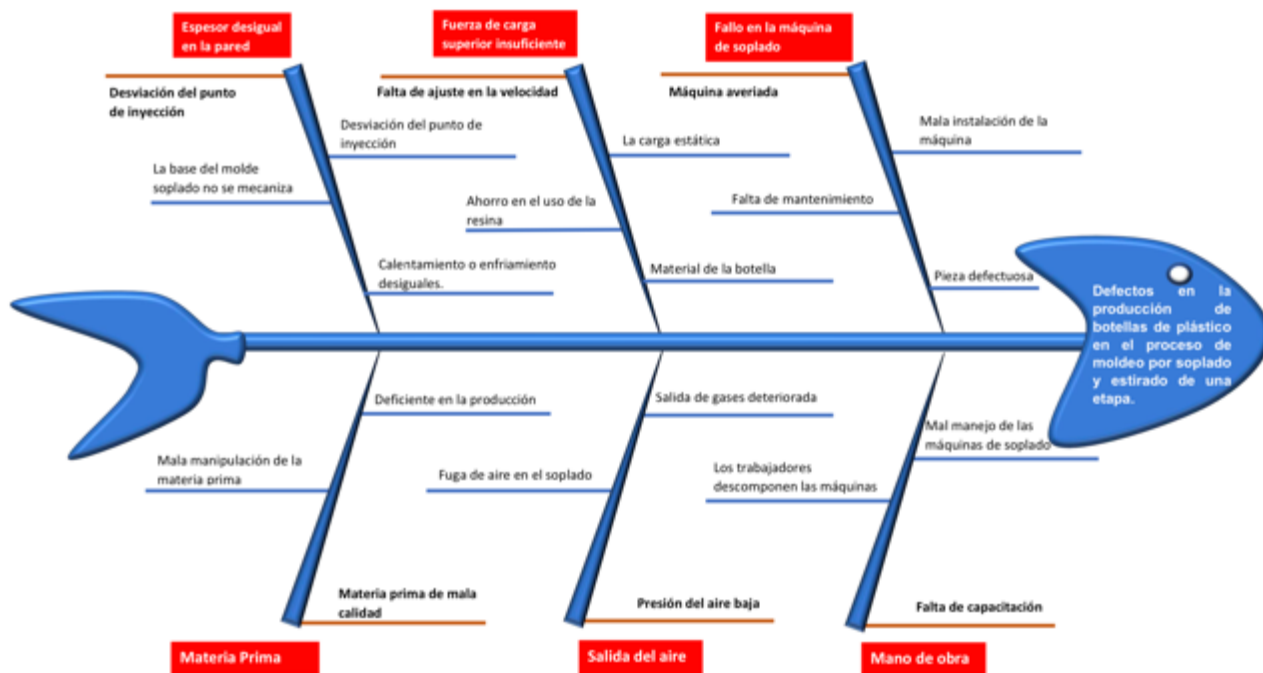 Espesor desigual
en la pared
Fuerza de carga
superior insuficiente
Fallo en la máquina
de soplado
Desviación del punto
de inyección
Falta de ajuste en la velocidad
Máquina averiada
Desviación del punto de
inyección
La carga estática
Mala instalación de la
máquina
La base del molde
soplado no se mecaniza
Ahorro en el uso de la
resina
Falta de mantenimiento
Calentamiento o enfriamiento
desiguales.
Material de la botella
Pieza defectuosa
Defectos en la
producción de
botellas de plástico
en el proceso de
moldeo por soplado
y estirado de una
etapa.
Deficiente en la producción
Salida de gases deteriorada
Mal manejo de las
máquinas de soplado
Mala manipulación de la
materia prima
Fuga de aire en el soplado
Los trabajadores
descomponen las máquinas
Materia prima de mala
calidad
Presión del aire baja
Falta de capacitación
Materia Prima
Salida del aire
Mano de obra